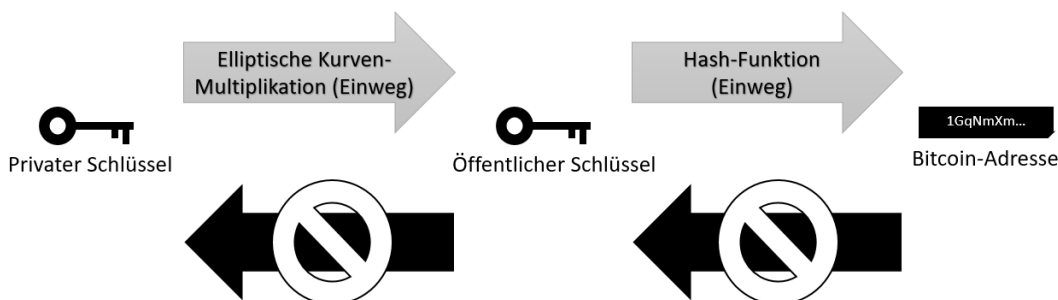 Elliptische Kurven-
Multiplikation (Einweg)
Hash-Funktion
(Einweg)
1GqNmXm...
Privater Schlüssel
Öffentlicher Schlüssel
Bitcoin-Adresse